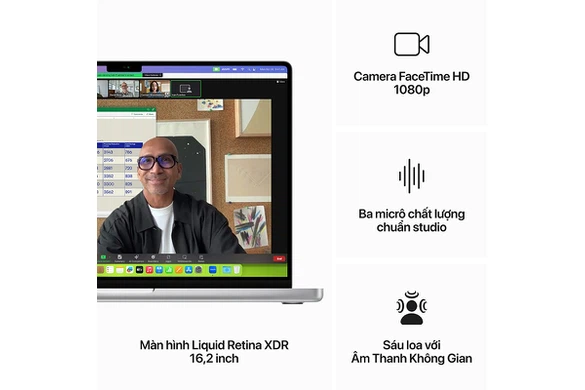 Camera FaceTime HD
1080p
Ba micrô chất lượng
chuẩn studio
Màn hình Liquid Retina XDR
16,2 inch
Sáu loa với
Âm Thanh Không Gian